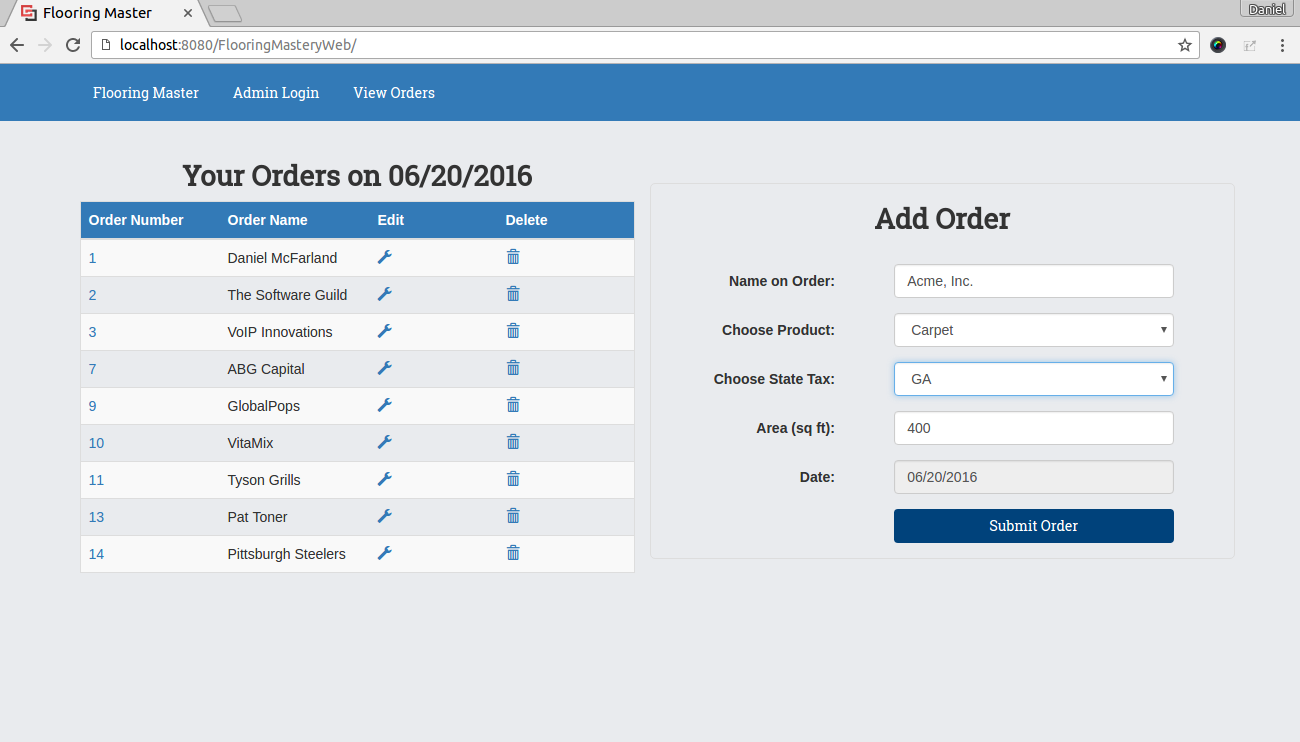 Flooring Master
Daniel
localhost:8080/FlooringMasteryWeb/
Flooring Master Admin Login View Orders
Your Orders on 06/20/2016
Order Number Order Name Edit Delete
1 Daniel McFarland
2 The Software Guild
3 VoIP Innovations
7 ABG Capital
9 GlobalPops
10 VitaMix
11 Tyson Grills
13 Pat Toner
14 Pittsburgh Steelers
Add Order
Name on Order: Acme, Inc.
Choose Product: Carpet
Choose State Tax: GA
Area (sq ft): 400
Date: 06/20/2016
Submit Order